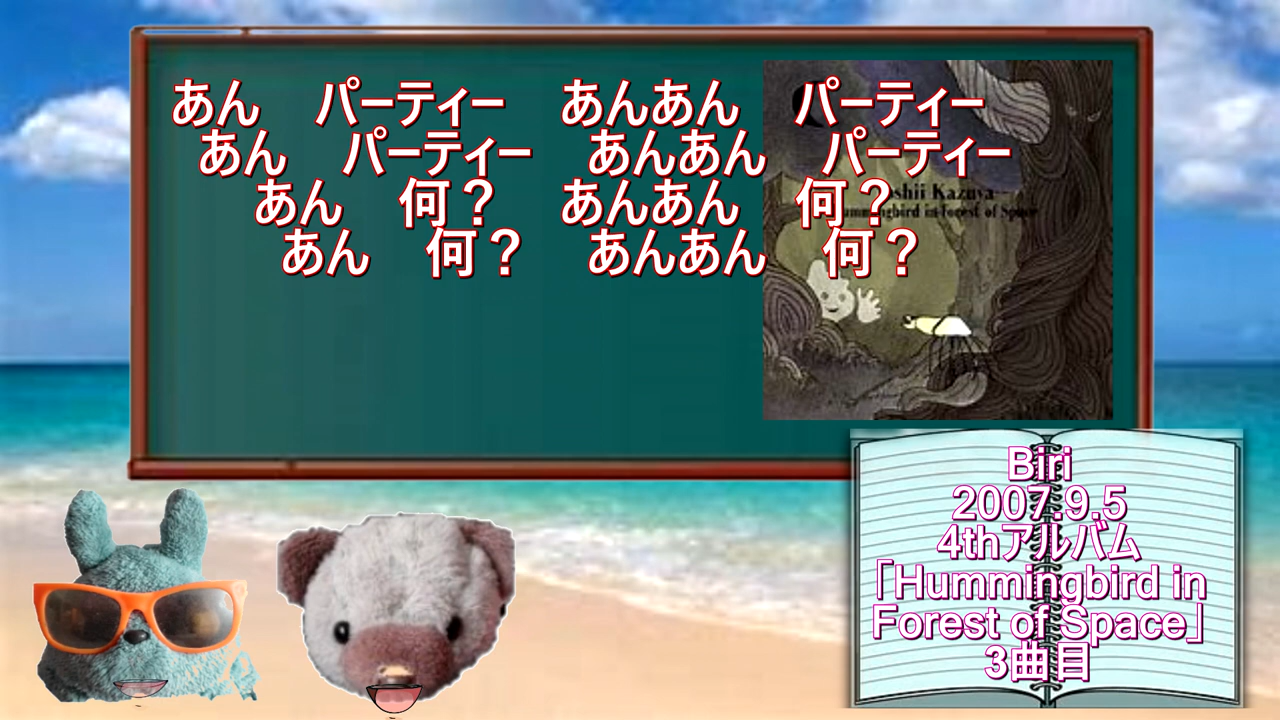 あん　パーティー　あんあん　パーティー
あん　パーティー　あんあん　パーティー
あん　何？　あんあん　何？
あん　何？　あんあん　何？
Kazuya
in Forest of Space
Biri
2007.9.5
4thアルバム
「Hummingbird in
Forest of Space」
3曲目